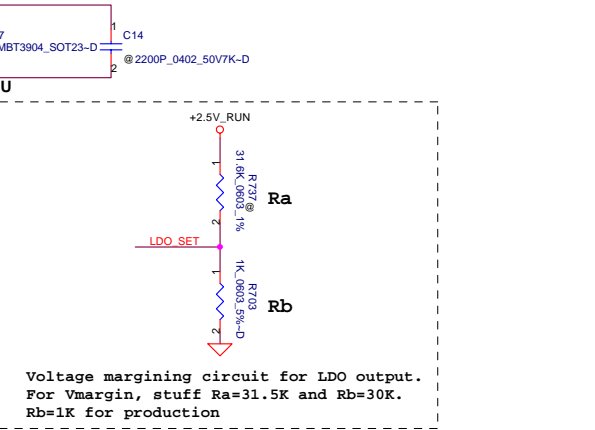 7
MBT3904_SOT23~D
1
C14
@2200P_0402_50V7K~D
2
U
+2.5V_RUN
1
31.6K_0603_1%
R737@
Ra
2
LDO_SET
1
1K_0603_5%~D
R703
Rb
2
Voltage margining circuit for LDO output.
For Vmargin, stuff Ra=31.5K and Rb=30K.
Rb=1K for production